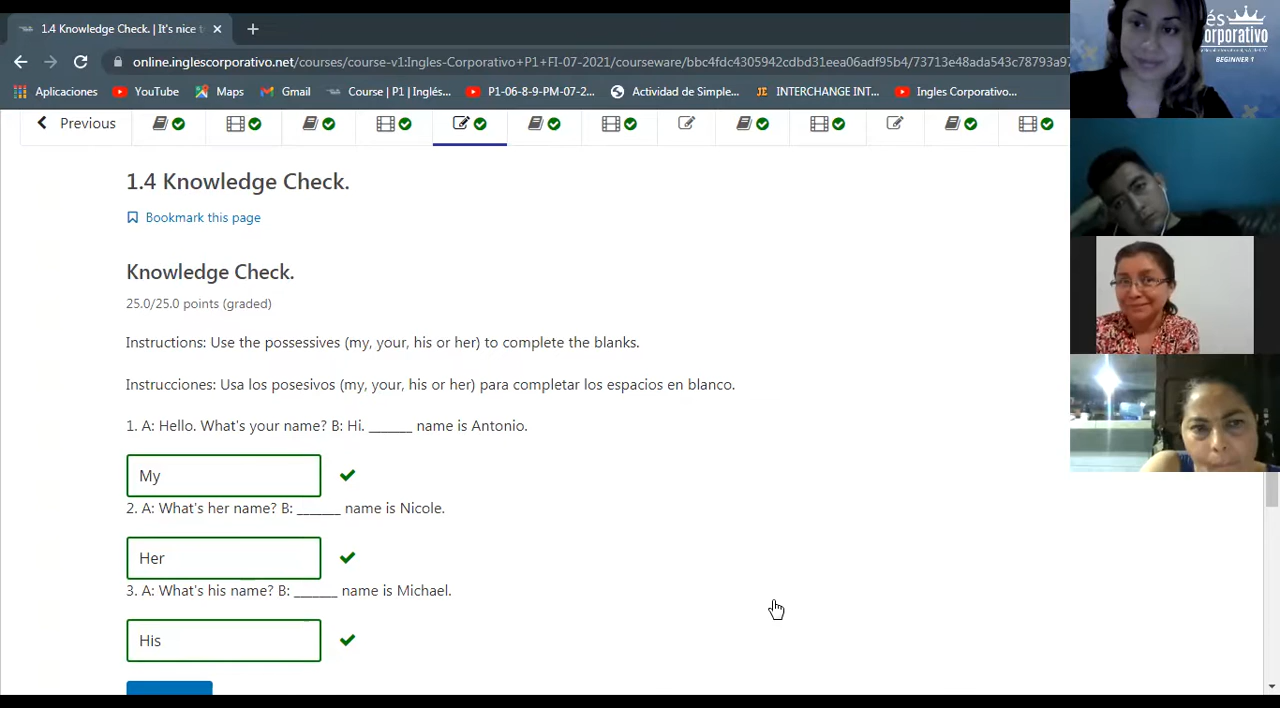 1.4 Knowledge Check. | It's nice t
online.inglescorporativo.net/courses/course-v1:Ingles-Corporativo+P1+FI-07-2021/courseware/bbc4fdc4305942cdbd31eea06adf95b4/73713e48ada543c78793a97
Aplicaciones YouTube Maps Gmail Course | P1 | Inglés... P1-06-8-9-PM-07-2... Actividad de Simple... INTERCHANGE INT... Ingles Corporativo...
és
orporativo
BEGINNER 1
Previous
1.4 Knowledge Check.
Bookmark this page
Knowledge Check.
25.0/25.0 points (graded)
Instructions: Use the possessives (my, your, his or her) to complete the blanks.
Instrucciones: Usa los posesivos (my, your, his or her) para completar los espacios en blanco.
1. A: Hello. What's your name? B: Hi. ______ name is Antonio.
My
2. A: What's her name? B: ______ name is Nicole.
Her
3. A: What's his name? B: ______ name is Michael.
His